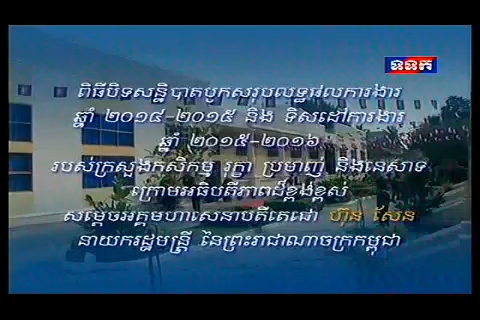 ទទក
ពិធីបិទសន្និបាតបូកសរុបលទ្ធផលការងារ
ឆ្នាំ ២០១៤-២០១៥ និង ទិសដៅការងារ
ឆ្នាំ ២០១៥-២០១៦
របស់ក្រសួងកសិកម្ម រុក្ខា ប្រមាញ់ និងនេសាទ
ក្រោមអធិបតីភាពដ៏ខ្ពង់ខ្ពស់
សម្តេចអគ្គមហាសេនាបតីតេជោ ហ៊ុន សែន
នាយករដ្ឋមន្ត្រី នៃព្រះរាជាណាចក្រកម្ពុជា